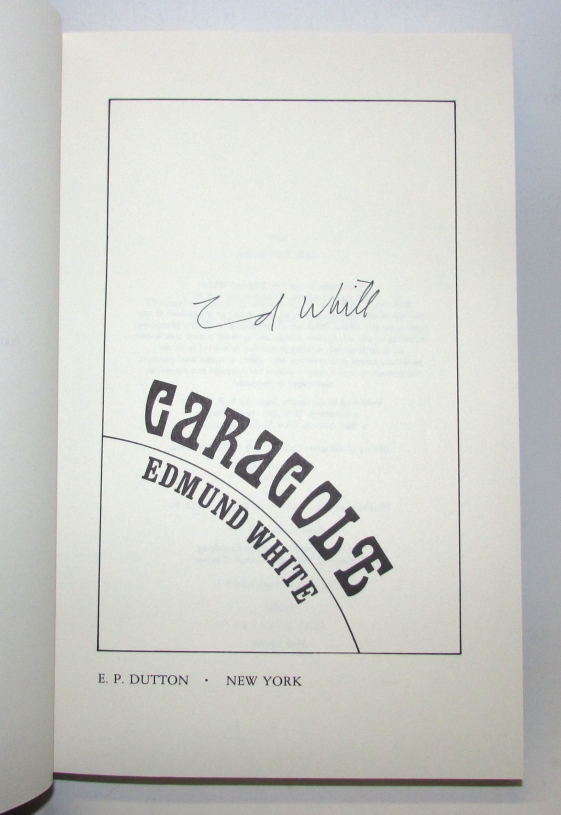 Ed White
CARACOLE
EDMUND WHITE
E. P. DUTTON · NEW YORK